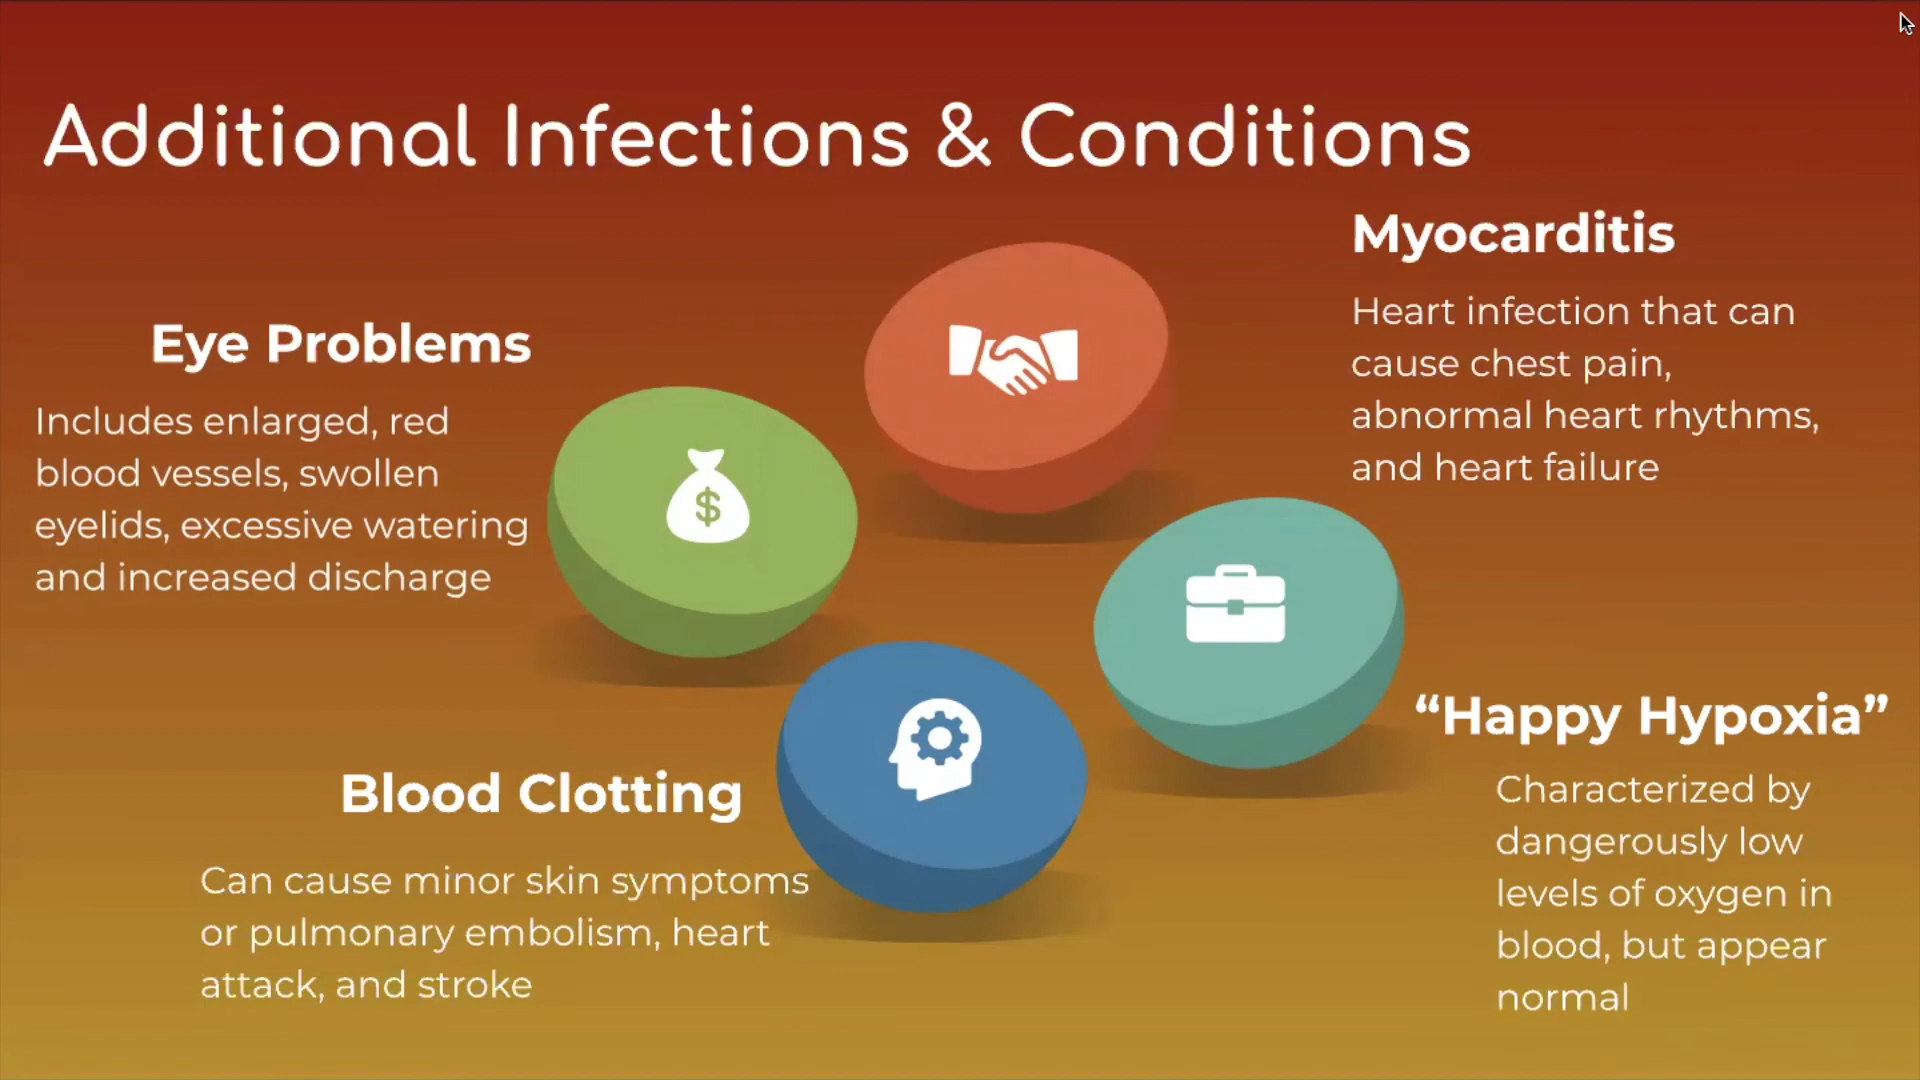 Additional Infections & Conditions
Myocarditis
Heart infection that can
cause chest pain,
abnormal heart rhythms,
and heart failure
Eye Problems
Includes enlarged, red
blood vessels, swollen
eyelids, excessive watering
and increased discharge
$
“Happy Hypoxia”
Characterized by
dangerously low
levels of oxygen in
blood, but appear
normal
Blood Clotting
Can cause minor skin symptoms
or pulmonary embolism, heart
attack, and stroke